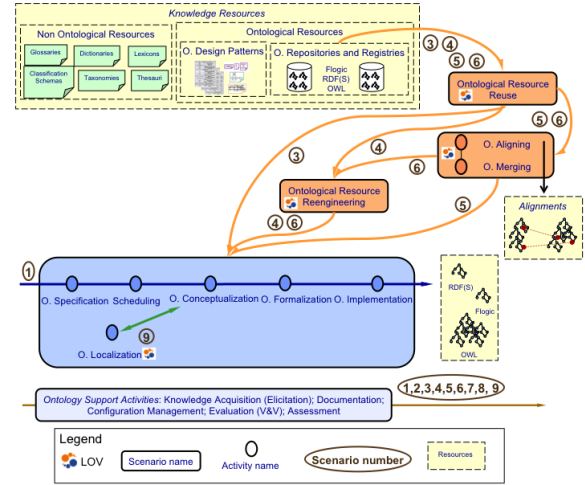 Knowledge Resources
Non Ontological Resources
Glossaries
Dictionaries
Lexicons
Classification
Schemas
Taxonomies
Thesauri
Ontological Resources
O. Design Patterns
O. Repositories and Registries
Flogic
RDF(S)
OWL
3 4
5 6
Ontological Resource
Reuse
5 6
3
4
6
O. Aligning
O. Merging
Ontological Resource
Reengineering
4 6
5
Alignments
1
O. Specification
Scheduling
O. Conceptualization
O. Formalization
O. Implementation
9
O. Localization
RDF(S)
Flogic
OWL
Ontology Support Activities: Knowledge Acquisition (Elicitation); Documentation;
Configuration Management; Evaluation (V&V); Assessment
1,2,3,4,5,6,7,8, 9
Legend
LOV
Scenario name
Activity name
Scenario number
Resources